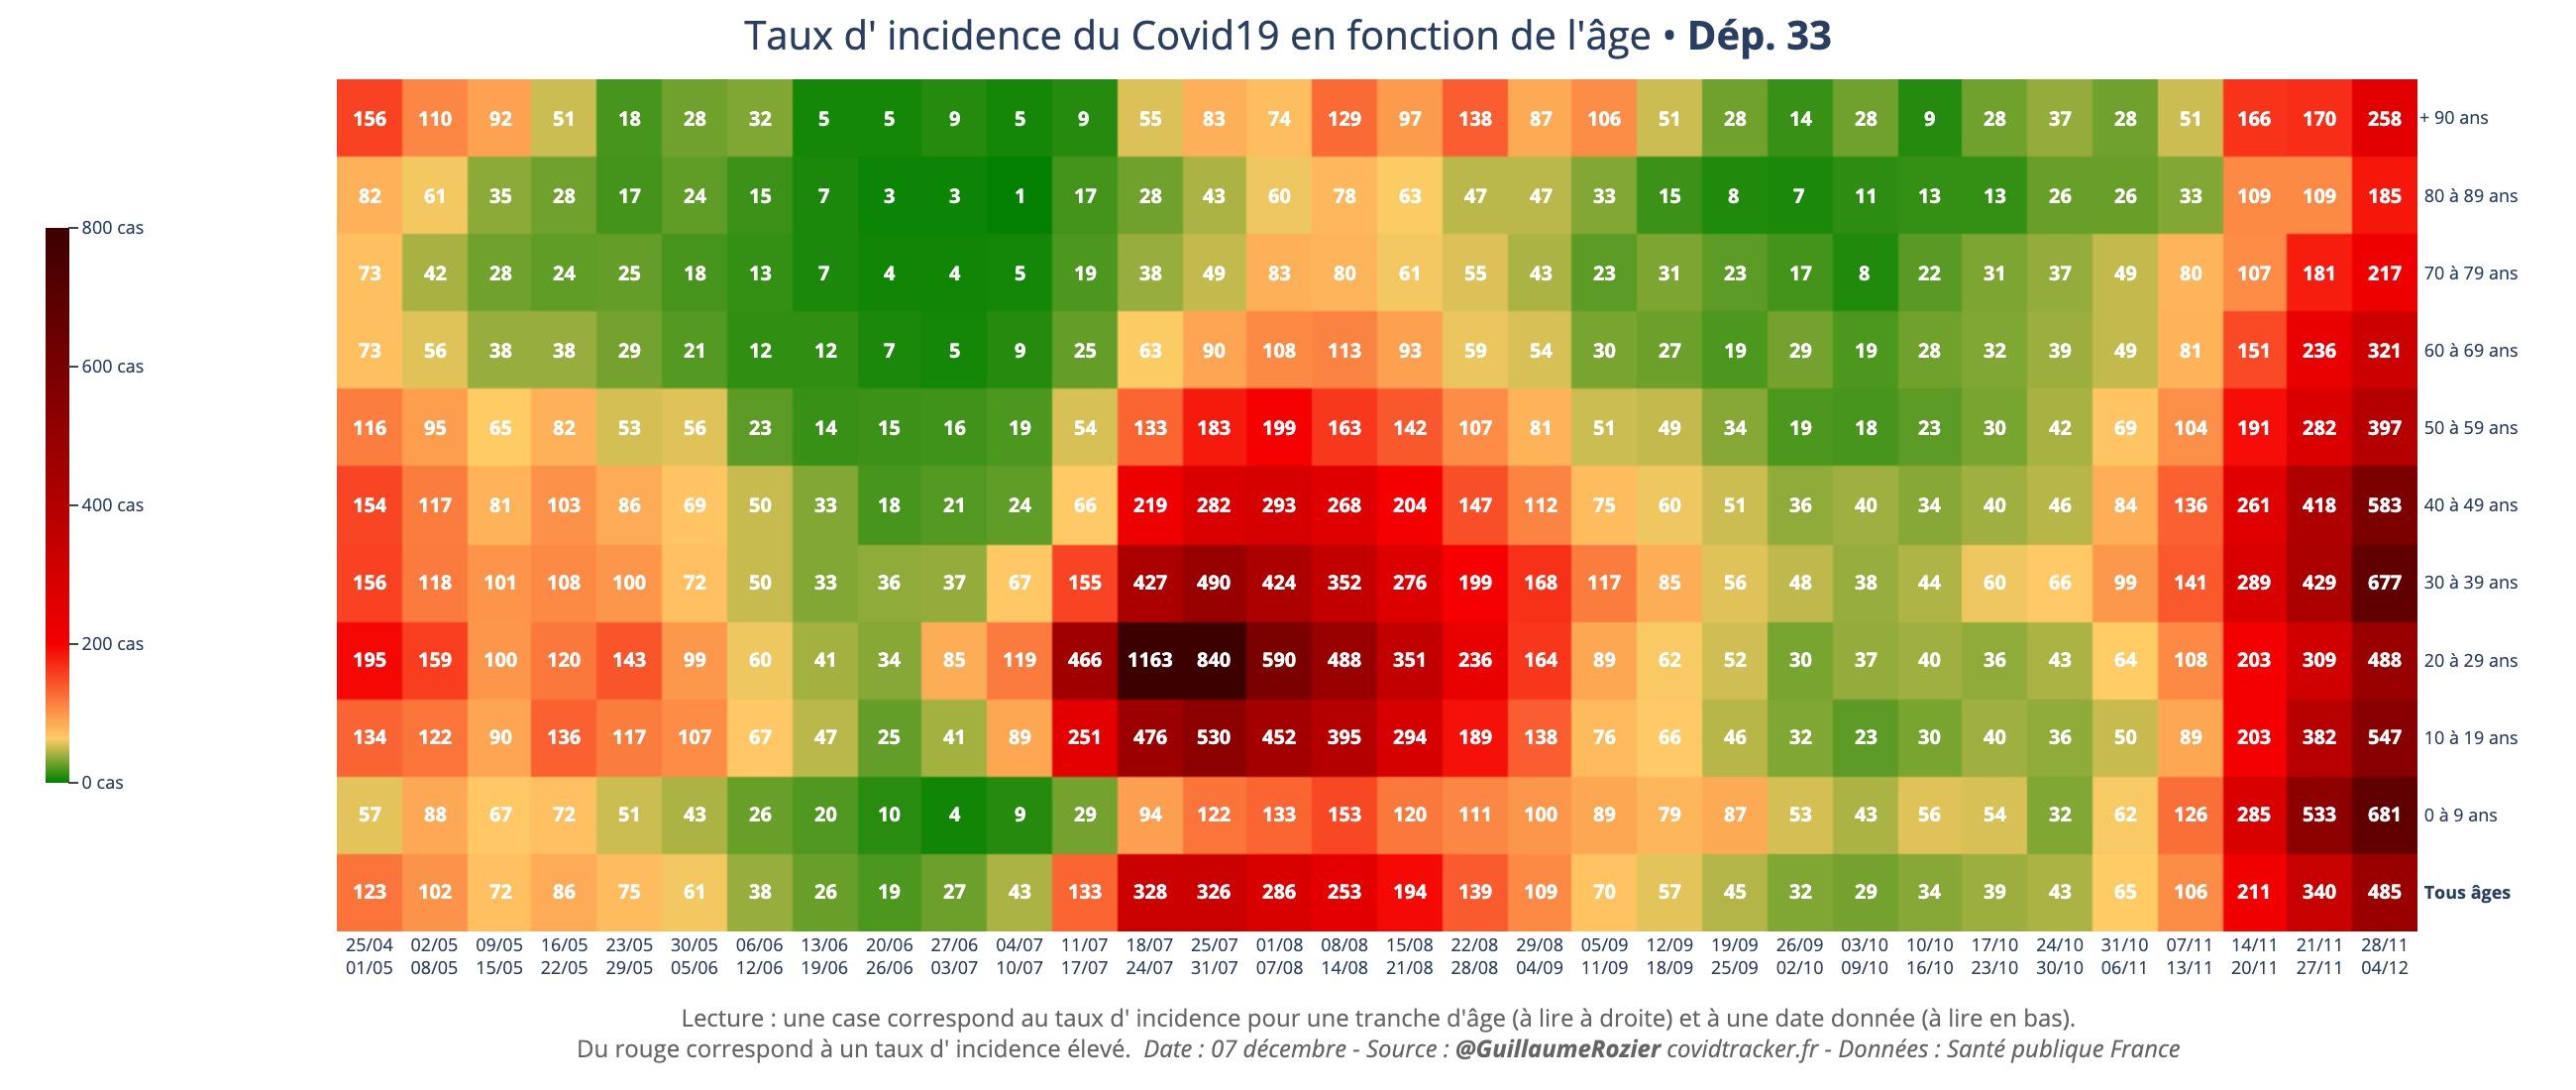 Taux d' incidence du Covid19 en fonction de l'âge • Dép. 33
156 110 92 51 18 28 32 5 5 9 5 9 55 83 74 129 97 138 87 106 51 28 14 28 9 28 37 28 51 166 170 258 + 90 ans
82 61 35 28 17 24 15 7 3 3 1 17 28 43 60 78 63 47 47 33 15 8 7 11 13 13 26 26 33 109 109 185 80 à 89 ans
73 42 28 24 25 18 13 7 4 4 5 19 38 49 83 80 61 55 43 23 31 23 17 8 22 31 37 49 80 107 181 217 70 à 79 ans
73 56 38 38 29 21 12 12 7 5 9 25 63 90 108 113 93 59 54 30 27 19 29 19 28 32 39 49 81 151 236 321 60 à 69 ans
116 95 65 82 53 56 23 14 15 16 19 54 133 183 199 163 142 107 81 51 49 34 19 18 23 30 42 69 104 191 282 397 50 à 59 ans
154 117 81 103 86 69 50 33 18 21 24 66 219 282 293 268 204 147 112 75 60 51 36 40 34 40 46 84 136 261 418 583 40 à 49 ans
156 118 101 108 100 72 50 33 36 37 67 155 427 490 424 352 276 199 168 117 85 56 48 38 44 60 66 99 141 289 429 677 30 à 39 ans
195 159 100 120 143 99 60 41 34 85 119 466 1163 840 590 488 351 236 164 89 62 52 30 37 40 36 43 64 108 203 309 488 20 à 29 ans
134 122 90 136 117 107 67 47 25 41 89 251 476 530 452 395 294 189 138 76 66 46 32 23 30 40 36 50 89 203 382 547 10 à 19 ans
57 88 67 72 51 43 26 20 10 4 9 29 94 122 133 153 120 111 100 89 79 87 53 43 56 54 32 62 126 285 533 681 0 à 9 ans
123 102 72 86 75 61 38 26 19 27 43 133 328 326 286 253 194 139 109 70 57 45 32 29 34 39 43 65 106 211 340 485 Tous âges
25/04 02/05 09/05 16/05 23/05 30/05 06/06 13/06 20/06 27/06 04/07 11/07 18/07 25/07 01/08 08/08 15/08 22/08 29/08 05/09 12/09 19/09 26/09 03/10 10/10 17/10 24/10 31/10 07/11 14/11 21/11 28/11
01/05 08/05 15/05 22/05 29/05 05/06 12/06 19/06 26/06 03/07 10/07 17/07 24/07 31/07 07/08 14/08 21/08 28/08 04/09 11/09 18/09 25/09 02/10 09/10 16/10 23/10 30/10 06/11 13/11 20/11 27/11 04/12
800 cas
600 cas
400 cas
200 cas
0 cas
Lecture : une case correspond au taux d' incidence pour une tranche d'âge (à lire à droite) et à une date donnée (à lire en bas).
Du rouge correspond à un taux d' incidence élevé. Date : 07 décembre - Source : @GuillaumeRozier covidtracker.fr - Données : Santé publique France